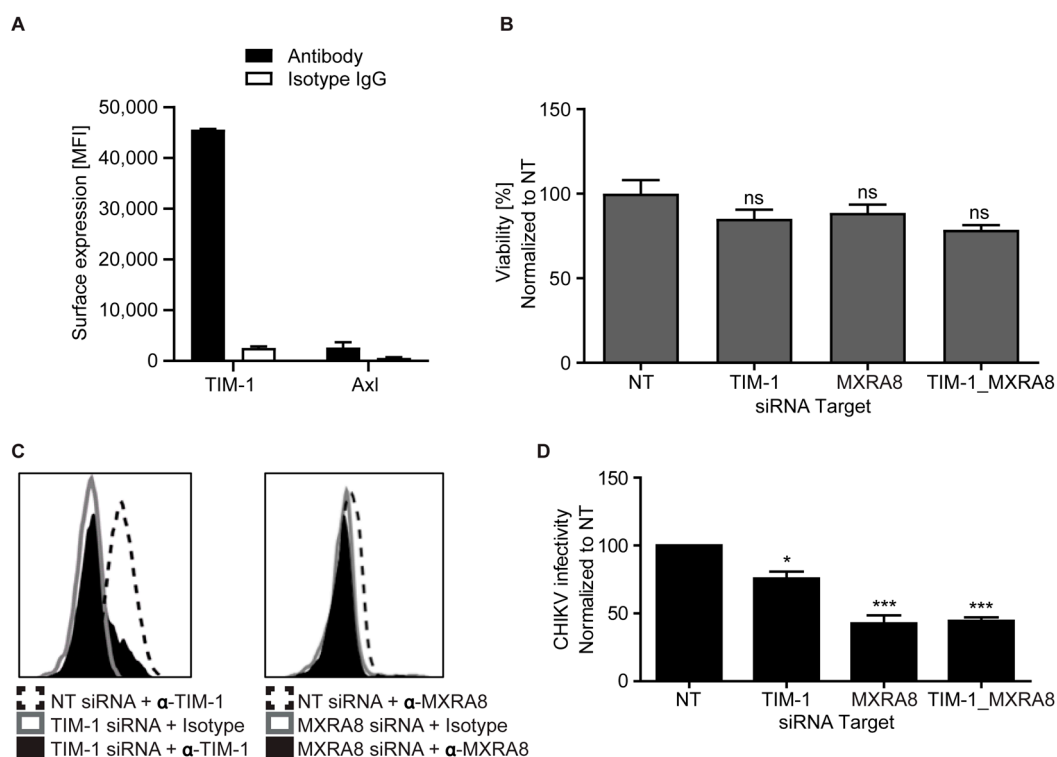 A
Antibody
Isotype IgG
Surface expression [MFI]
50,000
40,000
30,000
20,000
10,000
0
TIM-1 Axl
B
Viability [%]
Normalized to NT
150
100
50
0
ns ns ns
NT TIM-1 MXRA8 TIM-1_MXRA8
siRNA Target
C
NT siRNA + α-TIM-1
TIM-1 siRNA + Isotype
TIM-1 siRNA + α-TIM-1
NT siRNA + α-MXRA8
MXRA8 siRNA + Isotype
MXRA8 siRNA + α-MXRA8
D
CHIKV infectivity
Normalized to NT
150
100
50
0
* *** ***
NT TIM-1 MXRA8 TIM-1_MXRA8
siRNA Target